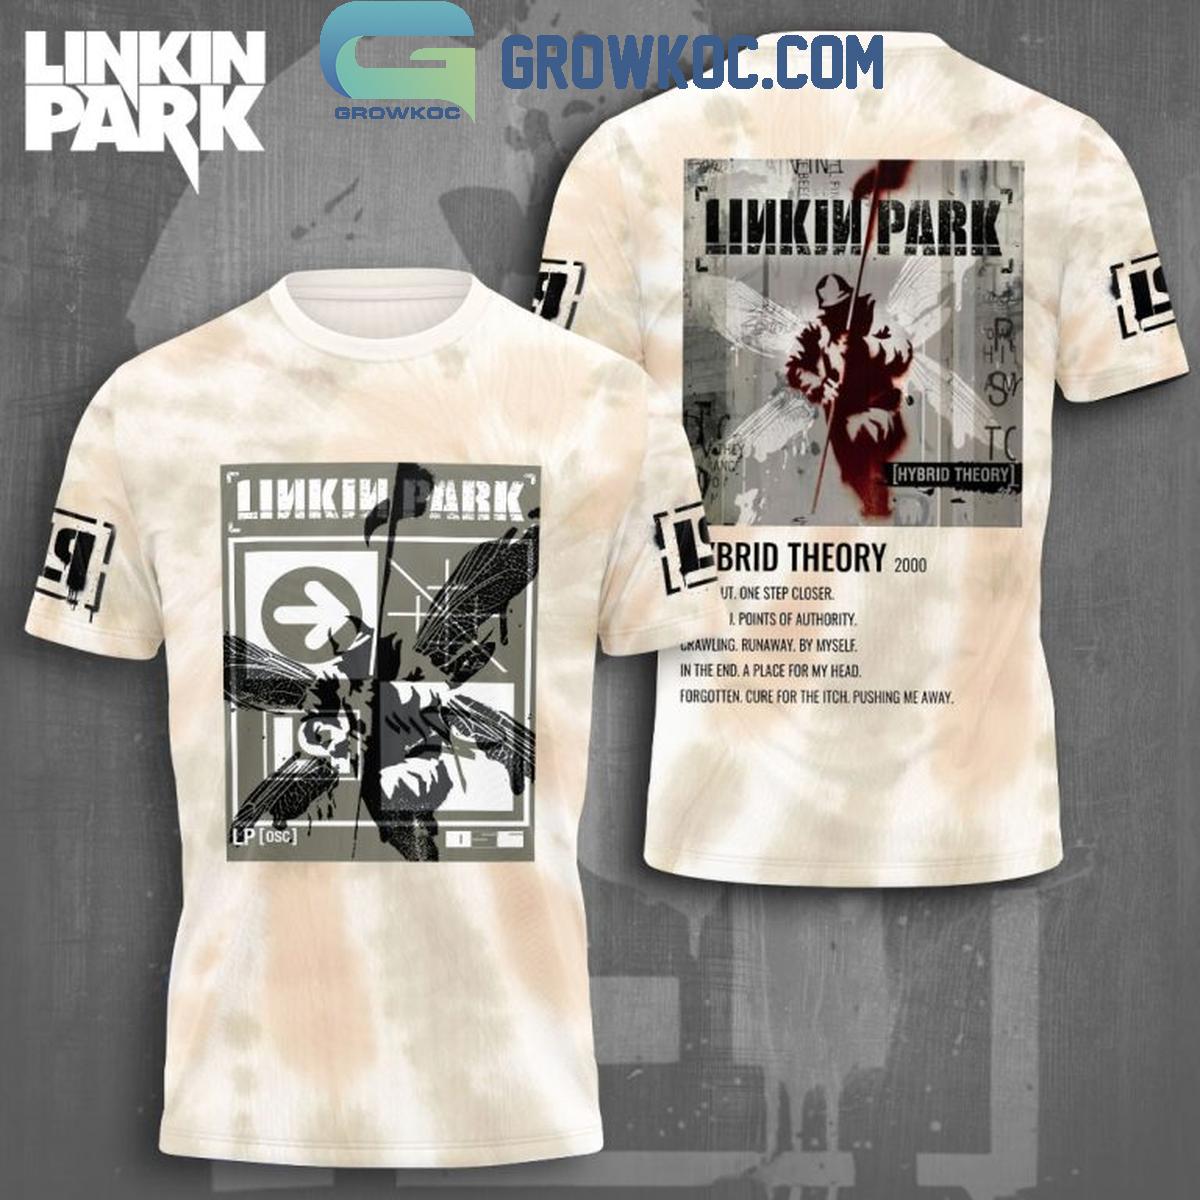 LINKIN
PARK
GROWKOC
GROWKOC.COM
LINKIN PARK
[HYBRID THEORY]
LINKIN PARK
LP [OSC]
YBRID THEORY 2000
UT. ONE STEP CLOSER.
POINTS OF AUTHORITY.
CRAWLING. RUNAWAY. BY MYSELF.
IN THE END. A PLACE FOR MY HEAD.
FORGOTTEN. CURE FOR THE ITCH. PUSHING ME AWAY.